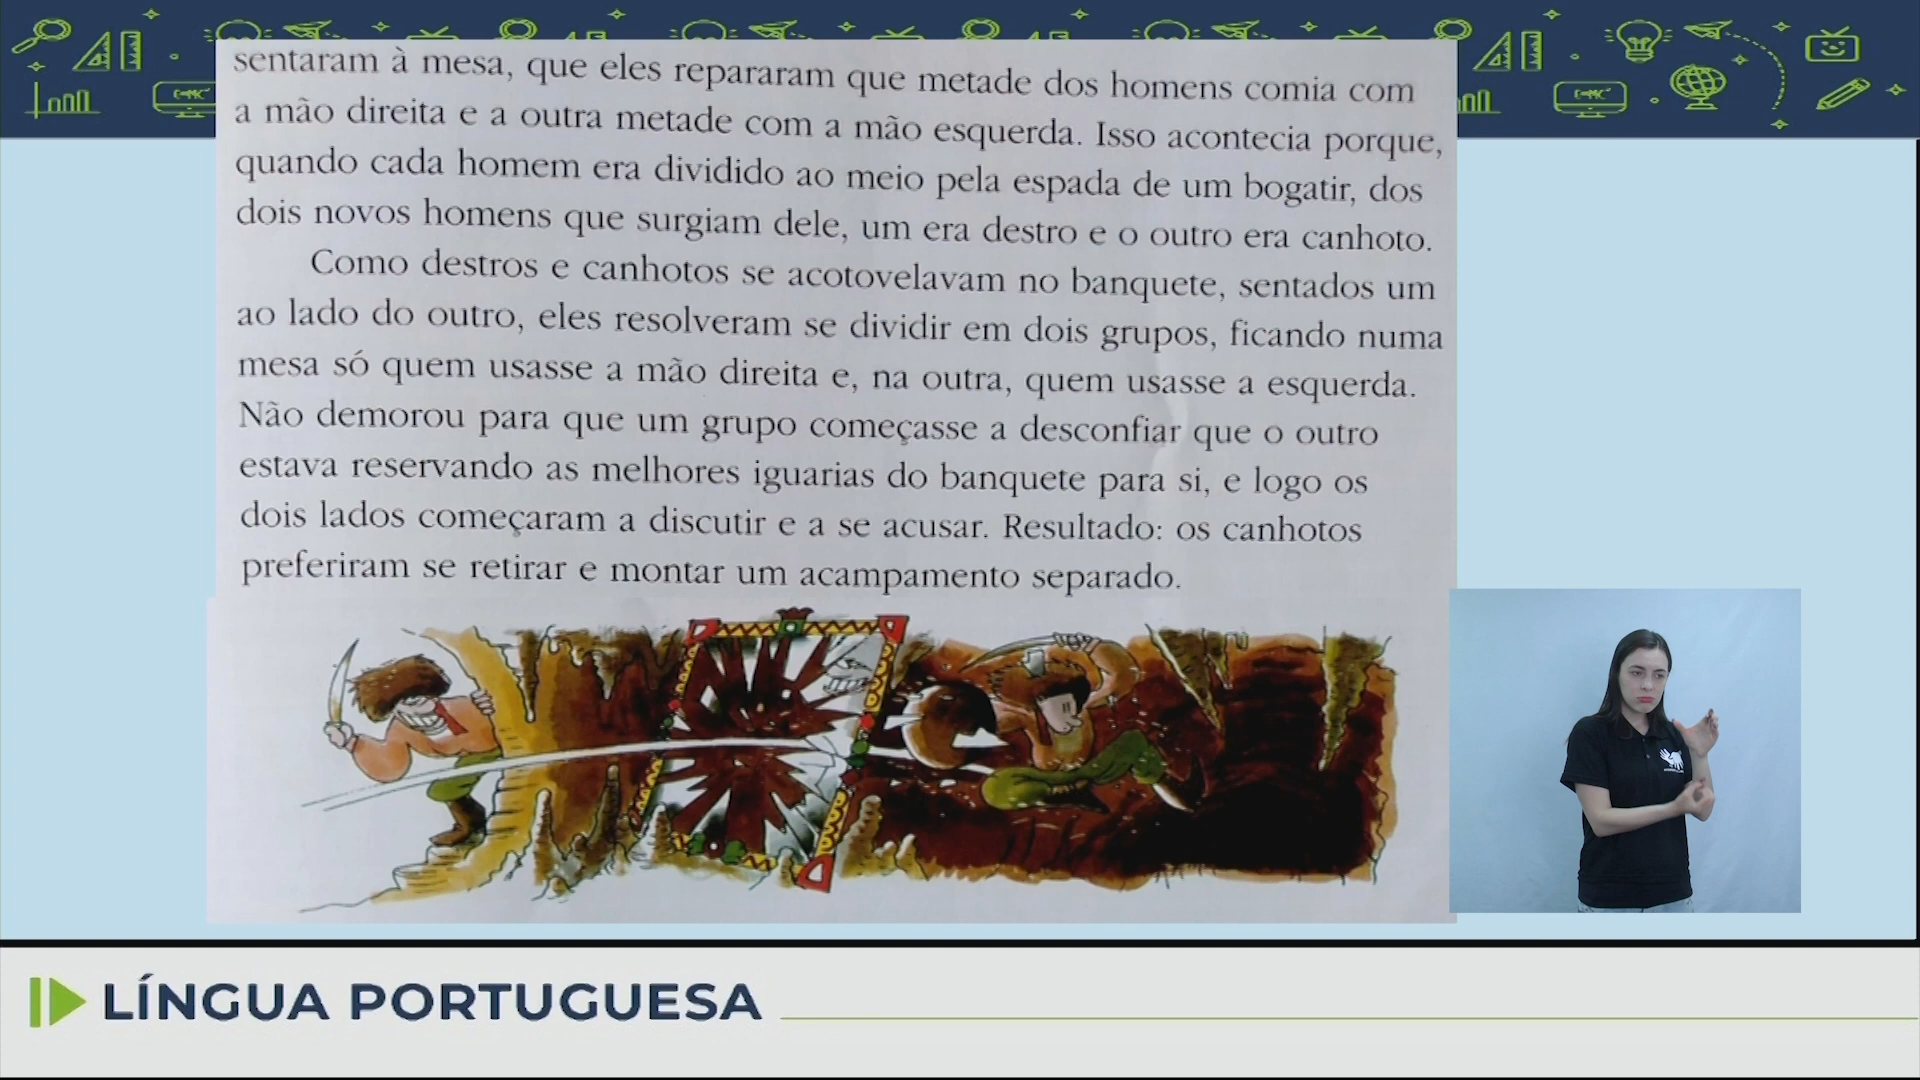 sentaram à mesa, que eles repararam que metade dos homens comia com
a mão direita e a outra metade com a mão esquerda. Isso acontecia porque,
quando cada homem era dividido ao meio pela espada de um bogatir, dos
dois novos homens que surgiam dele, um era destro e o outro era canhoto.
Como destros e canhotos se acotovelavam no banquete, sentados um
ao lado do outro, eles resolveram se dividir em dois grupos, ficando numa
mesa só quem usasse a mão direita e, na outra, quem usasse a esquerda.
Não demorou para que um grupo começasse a desconfiar que o outro
estava reservando as melhores iguarias do banquete para si, e logo os
dois lados começaram a discutir e a se acusar. Resultado: os canhotos
preferiram se retirar e montar um acampamento separado.
LÍNGUA PORTUGUESA